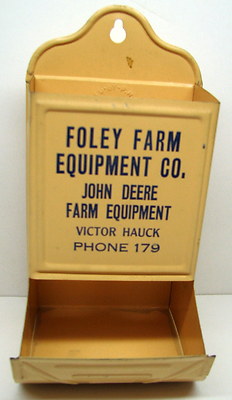 FOLEY FARM
EQUIPMENT CO.
JOHN DEERE
FARM EQUIPMENT
VICTOR HAUCK
PHONE 179